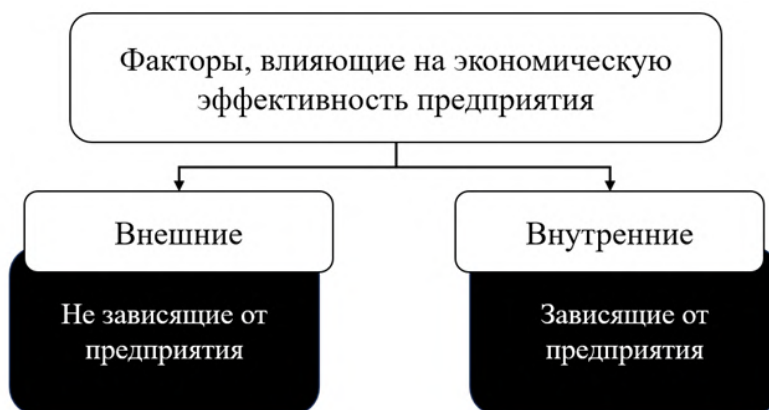 Факторы, влияющие на экономическую
эффективность предприятия
Внешние
Внутренние
Не зависящие от
предприятия
Зависящие от
предприятия